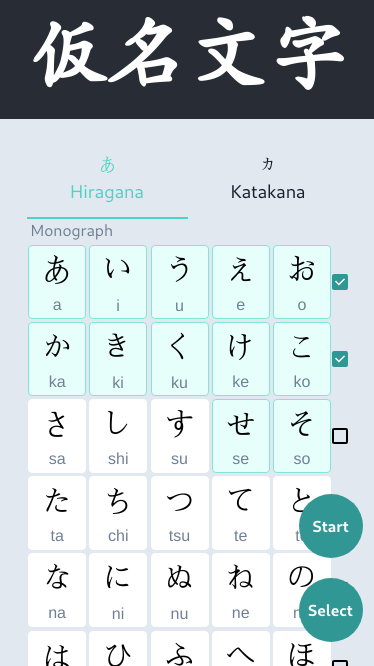 仮名文字
あ カ
Hiragana Katakana
Monograph
あ い う え お
a i u e o
か き く け こ
ka ki ku ke ko
さ し す せ そ
sa shi su se so
た ち つ て と
ta chi tsu te
Start
な に ぬ ね の
na ni nu ne
Select
は ひ ふ へ ほ